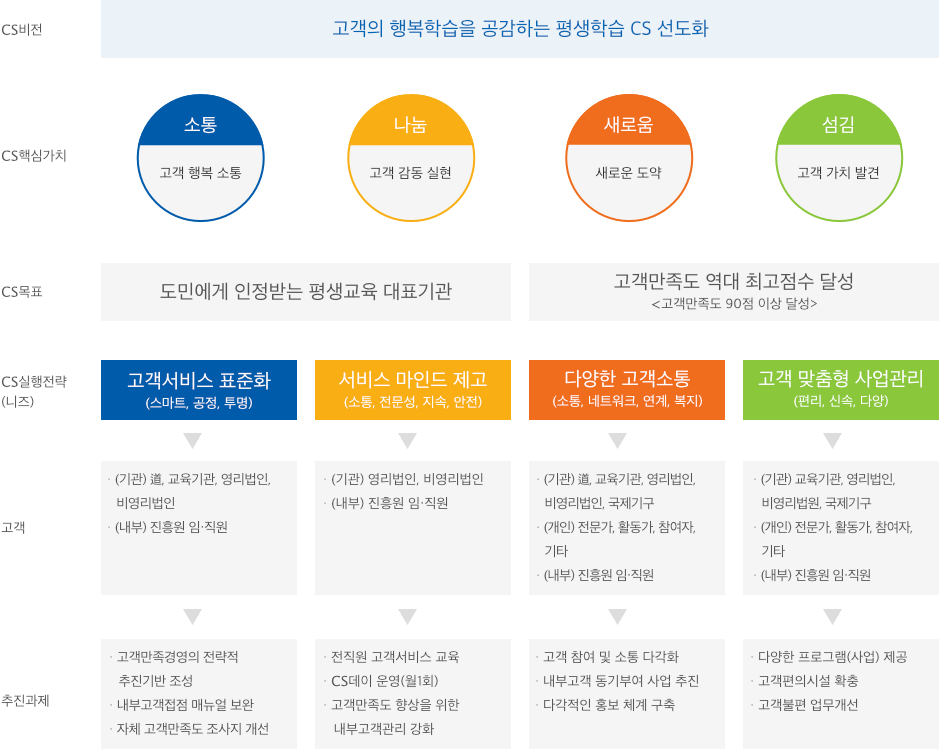 CS비전
고객의 행복학습을 공감하는 평생학습 CS 선도화
CS핵심가치
소통
고객 행복 소통
나눔
고객 감동 실현
새로움
새로운 도약
섬김
고객 가치 발견
CS목표
도민에게 인정받는 평생교육 대표기관
고객만족도 역대 최고점수 달성
<고객만족도 90점 이상 달성>
CS실행전략
(니즈)
고객서비스 표준화
(스마트, 공정, 투명)
서비스 마인드 제고
(소통, 전문성, 지속, 안전)
다양한 고객소통
(소통, 네트워크, 연계, 복지)
고객 맞춤형 사업관리
(편리, 신속, 다양)
고객
· (기관) 道, 교육기관, 영리법인,
비영리법인
· (내부) 진흥원 임·직원
· (기관) 영리법인, 비영리법인
· (내부) 진흥원 임·직원
· (기관) 道, 교육기관, 영리법인,
비영리법인, 국제기구
· (개인) 전문가, 활동가, 참여자,
기타
· (내부) 진흥원 임·직원
· (기관) 교육기관, 영리법인,
비영리법원, 국제기구
· (개인) 전문가, 활동가, 참여자,
기타
· (내부) 진흥원 임·직원
추진과제
· 고객만족경영의 전략적
추진기반 조성
· 내부고객접점 매뉴얼 보완
· 자체 고객만족도 조사지 개선
· 전직원 고객서비스 교육
· CS데이 운영(월1회)
· 고객만족도 향상을 위한
내부고객관리 강화
· 고객 참여 및 소통 다각화
· 내부고객 동기부여 사업 추진
· 다각적인 홍보 체계 구축
· 다양한 프로그램(사업) 제공
· 고객편의시설 확충
· 고객불편 업무개선